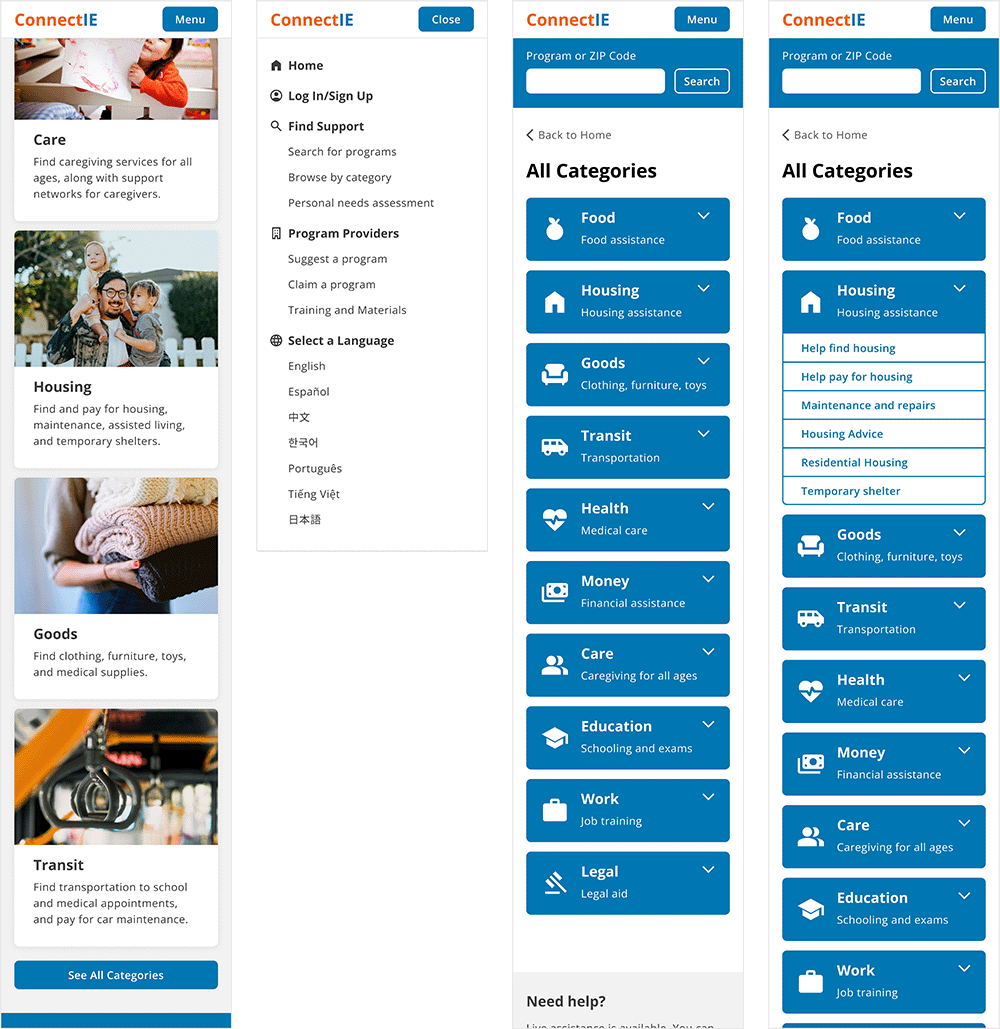 ConnectIE
Menu
Care
Find caregiving services for all
ages, along with support
networks for caregivers.
Housing
Find and pay for housing,
maintenance, assisted living,
and temporary shelters.
Goods
Find clothing, furniture, toys,
and medical supplies.
Transit
Find transportation to school
and medical appointments,
and pay for car maintenance.
See All Categories
ConnectIE
Close
Home
Log In/Sign Up
Find Support
Search for programs
Browse by category
Personal needs assessment
Program Providers
Suggest a program
Claim a program
Training and Materials
Select a Language
English
Español
中文
한국어
Português
Tiếng Việt
日本語
ConnectIE
Menu
Program or ZIP Code
Search
Back to Home
All Categories
Food
Food assistance
Housing
Housing assistance
Goods
Clothing, furniture, toys
Transit
Transportation
Health
Medical care
Money
Financial assistance
Care
Caregiving for all ages
Education
Schooling and exams
Work
Job training
Legal
Legal aid
Need help?
Live assistance is available. You can
ConnectIE
Menu
Program or ZIP Code
Search
Back to Home
All Categories
Food
Food assistance
Housing
Housing assistance
Help find housing
Help pay for housing
Maintenance and repairs
Housing Advice
Residential Housing
Temporary shelter
Goods
Clothing, furniture, toys
Transit
Transportation
Health
Medical care
Money
Financial assistance
Care
Caregiving for all ages
Education
Schooling and exams
Work
Job training